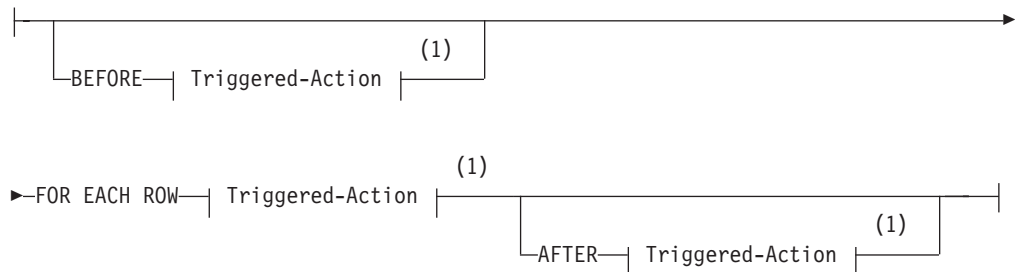 (1)
BEFORE Triggered-Action
(1)
FOR EACH ROW Triggered-Action
(1)
AFTER Triggered-Action